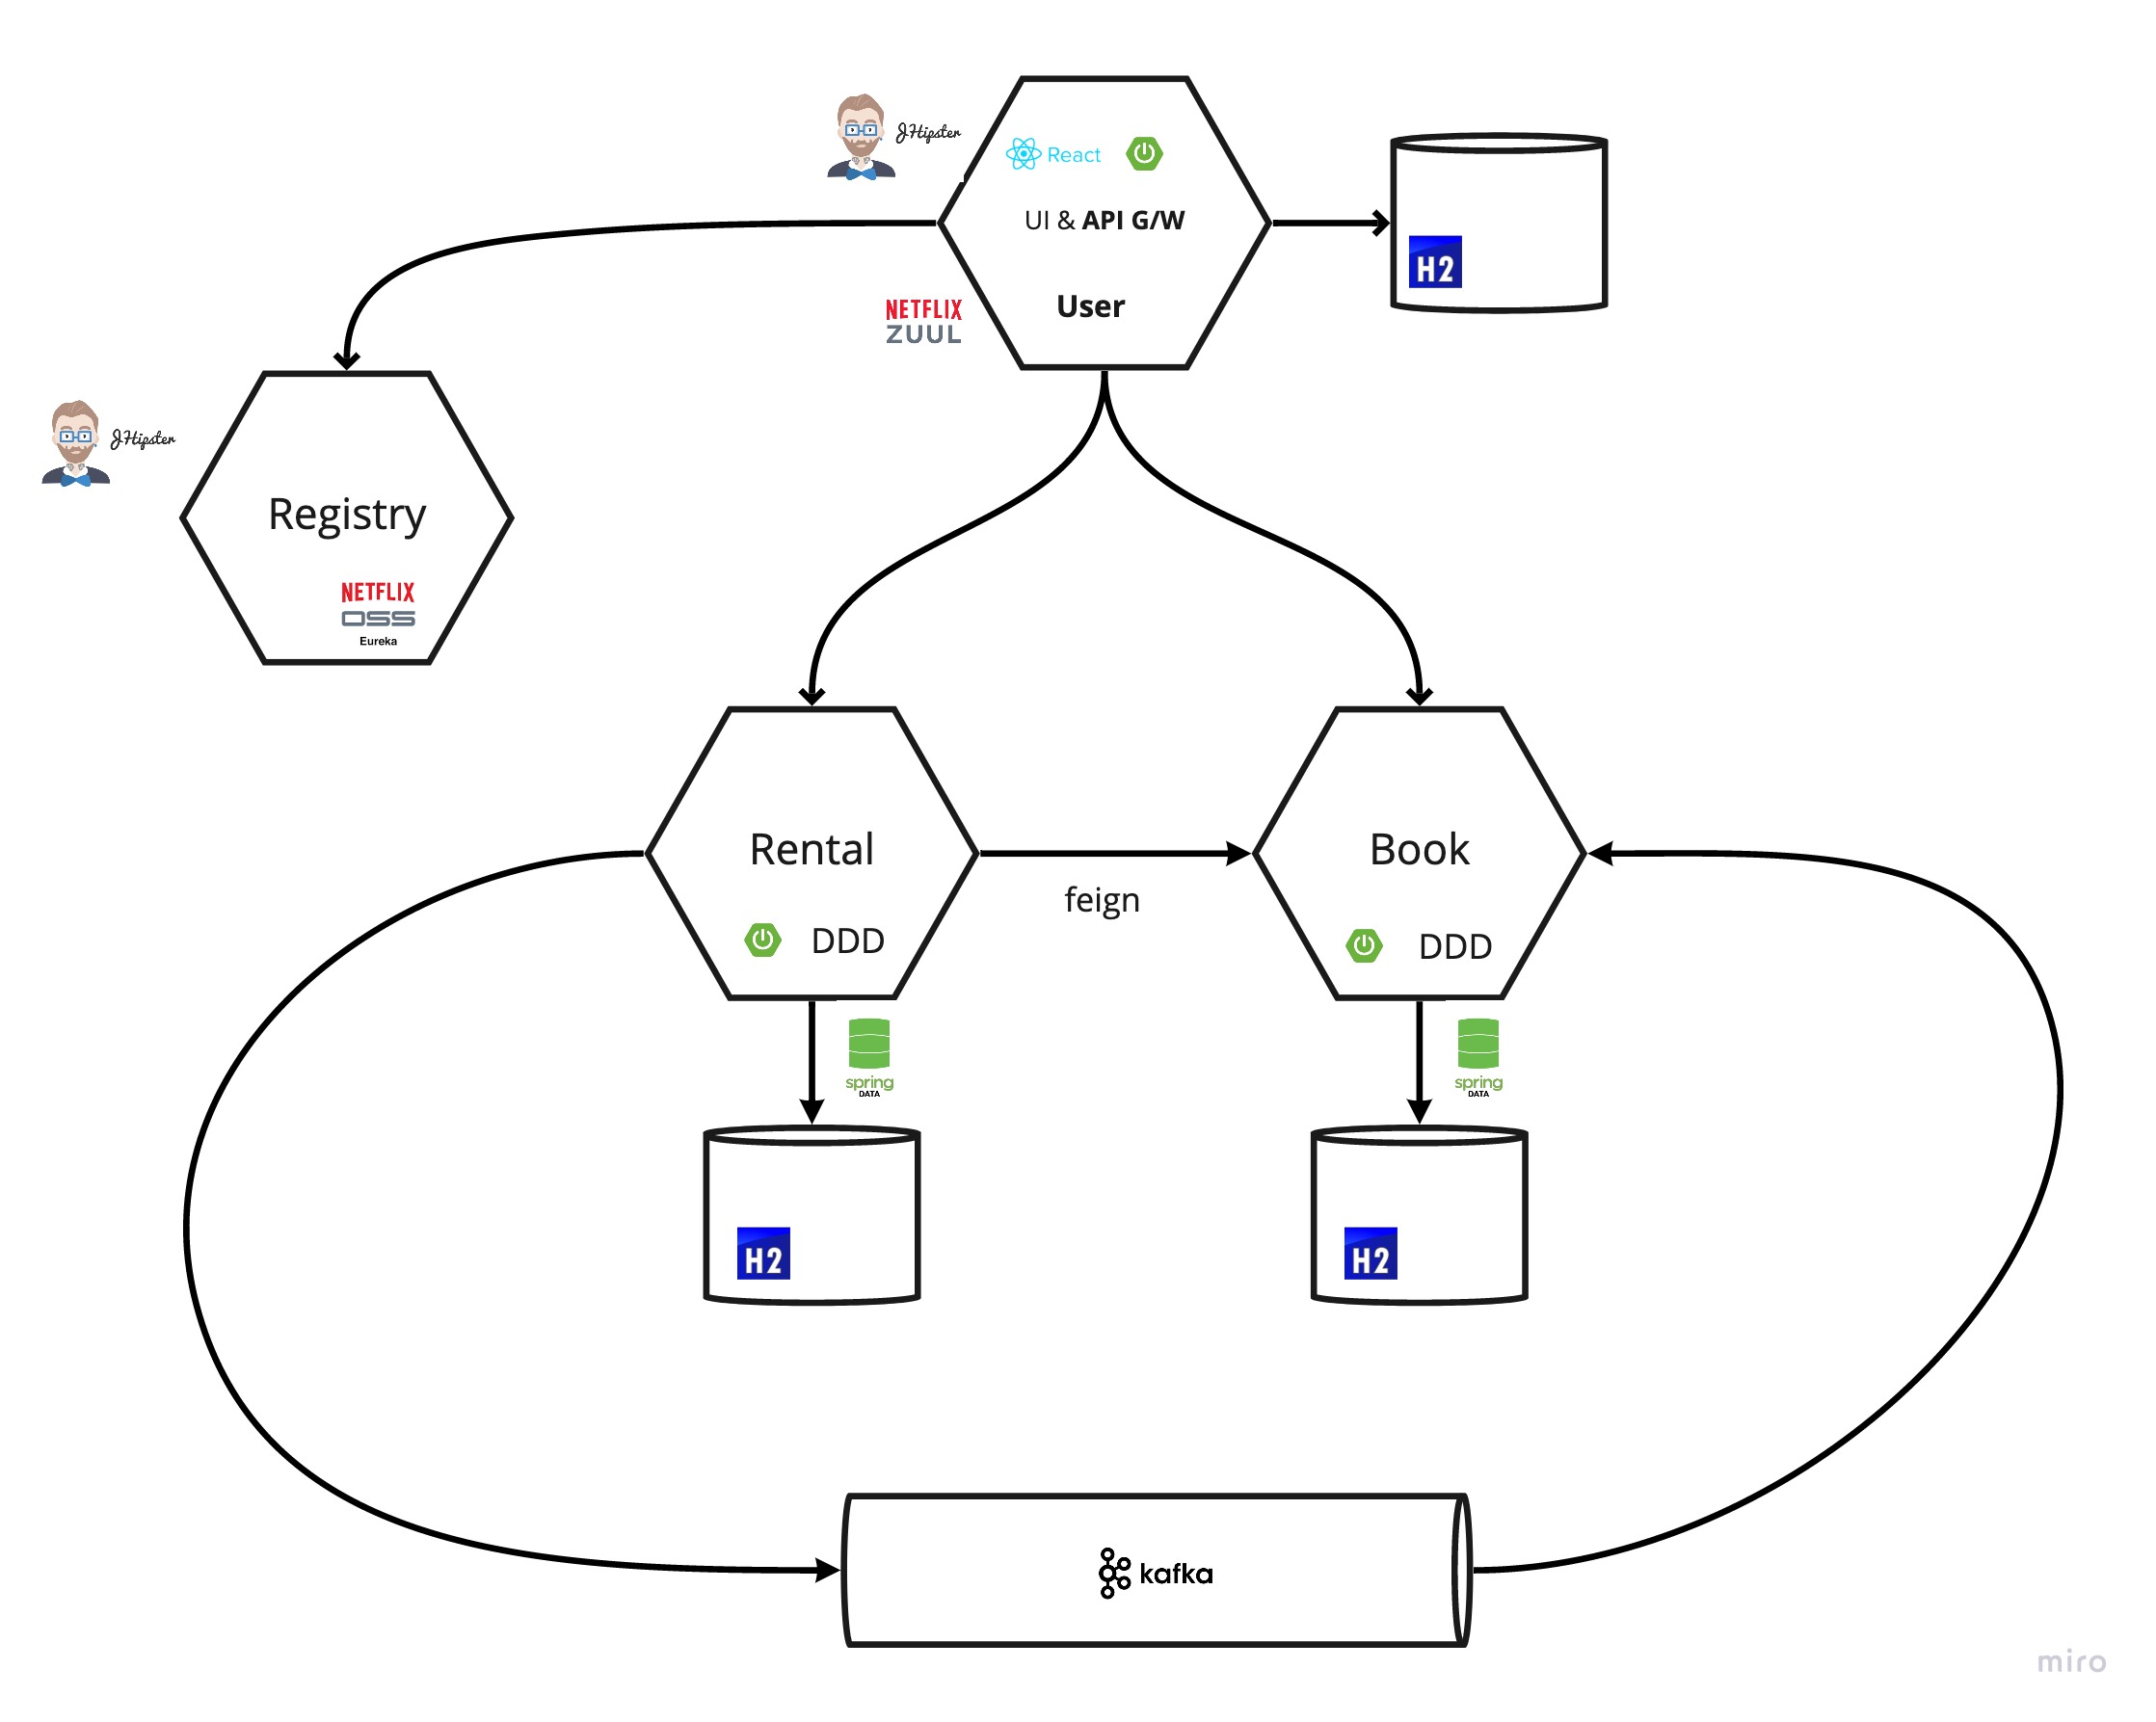 JHipster
React
UI & API G/W
User
H2
NETFLIX
ZUUL
JHipster
Registry
NETFLIX
OSS
Eureka
Rental
DDD
feign
Book
DDD
spring
DATA
spring
DATA
H2
H2
kafka
miro